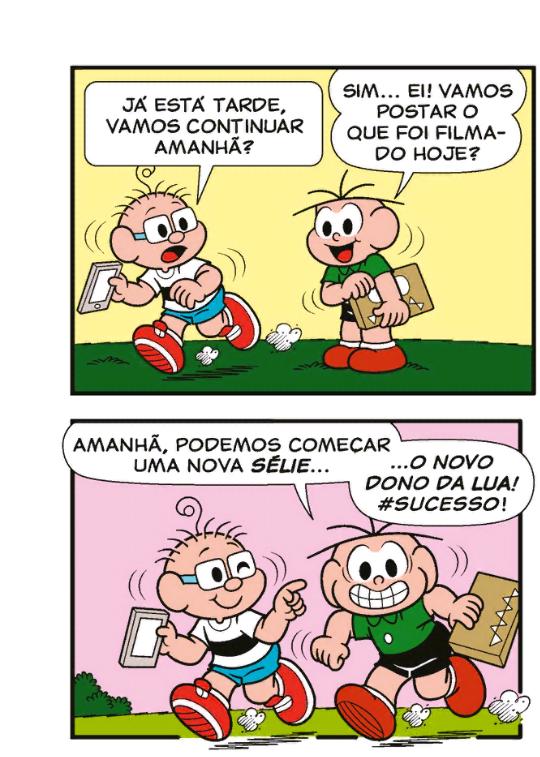 JÁ ESTÁ TARDE,
VAMOS CONTINUAR
AMANHÃ?
SIM... EI! VAMOS
POSTAR O
QUE FOI FILMA-
DO HOJE?
AMANHÃ, PODEMOS COMEÇAR
UMA NOVA SÉLIE...
...O NOVO
DONO DA LUA!
#SUCESSO!